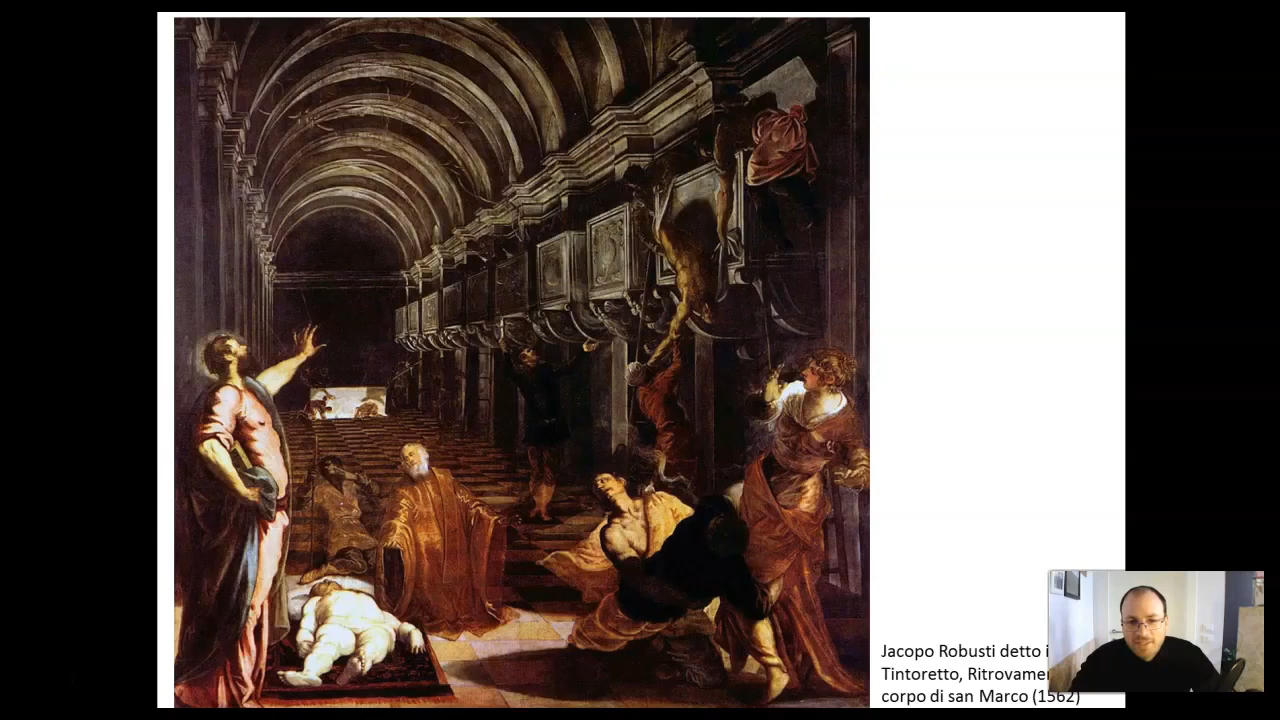 Jacopo Robusti detto
Tintoretto, Ritrovame
corpo di san Marco (1562)